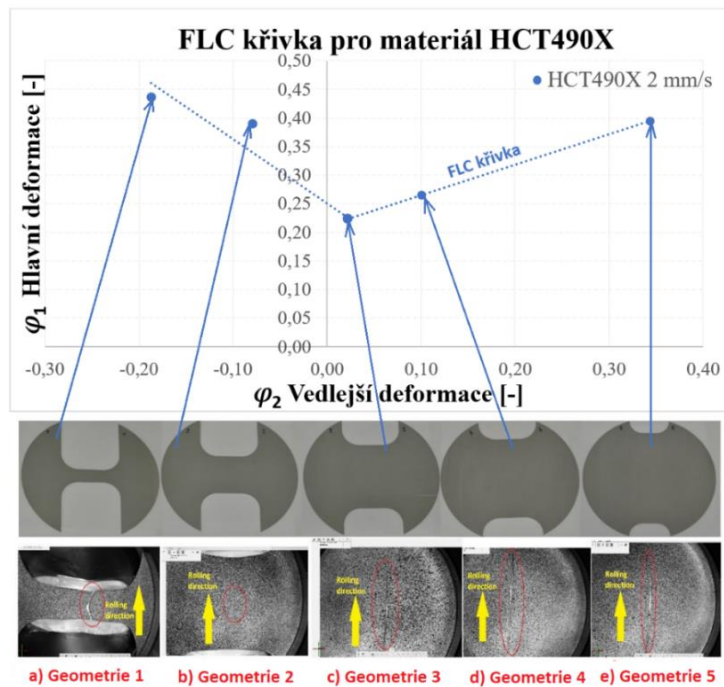 FLC křivka pro materiál HCT490X
φ1 Hlavní deformace [-]
0,50
0,45
0,40
0,35
0,30
0,25
0,20
0,15
0,10
0,05
0,00
HCT490X 2 mm/s
FLC křivka
-0,30 -0,20 -0,10 0,00 0,10 0,20 0,30 0,40
φ2 Vedlejší deformace [-]
Rolling
direction
Rolling
direction
Rolling
direction
Rolling
direction
Rolling
direction
a) Geometrie 1 b) Geometrie 2 c) Geometrie 3 d) Geometrie 4 e) Geometrie 5